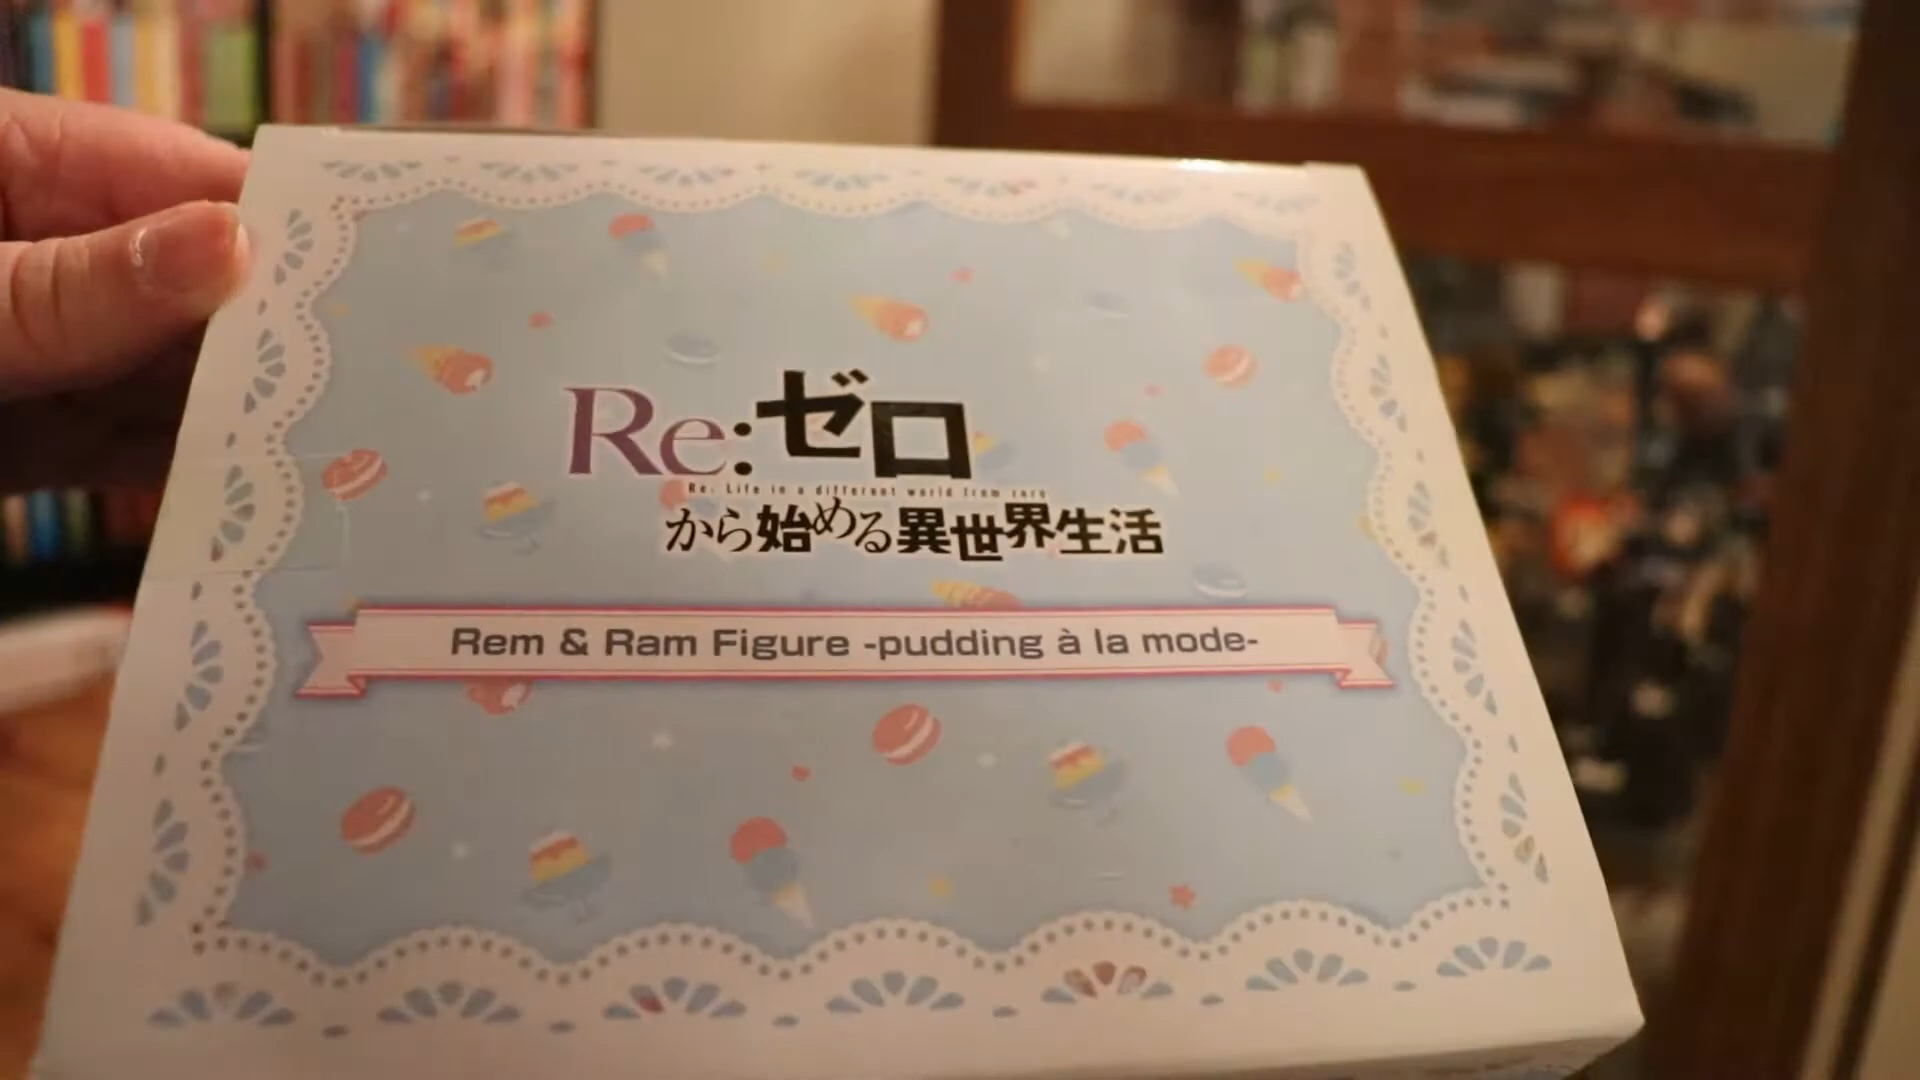 Re:ゼロ
Re: Life in a different world from zero
から始める異世界生活
Rem & Ram Figure -pudding à la mode-